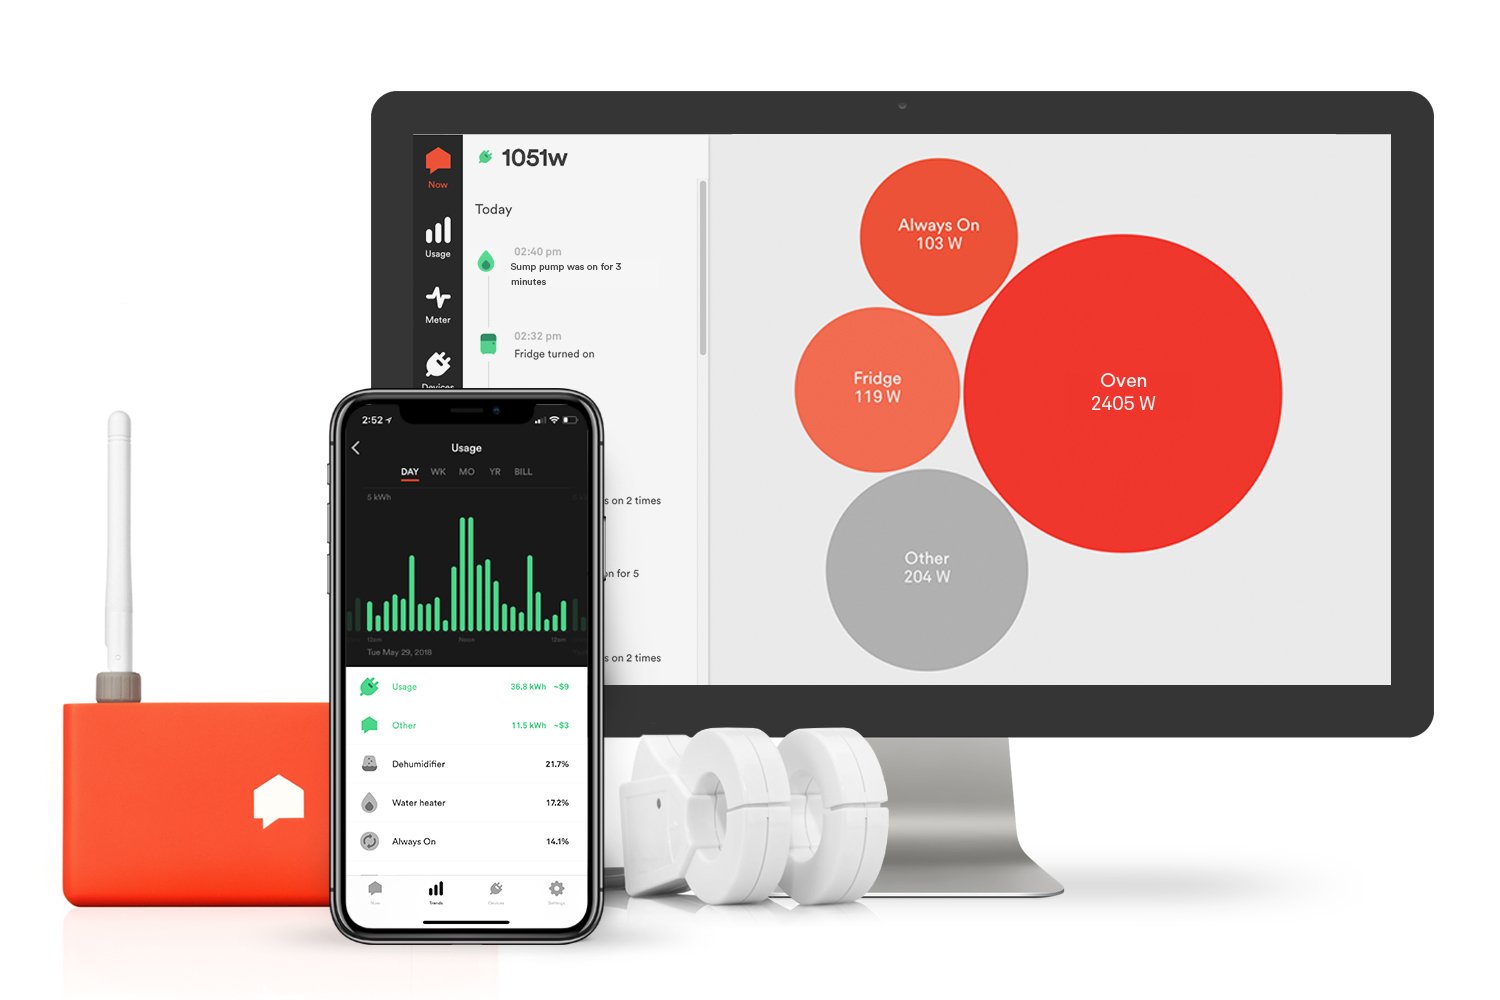 1051w
Now
Today
Usage
02:40 pm
Sump pump was on for 3
minutes
Meter
02:32 pm
Fridge turned on
Devices
s on 2 times
on for 5
s on 2 times
Always On
103 W
Fridge
119 W
Oven
2405 W
Other
204 W
2:52
Usage
DAY WK MO YR BILL
5 kWh
12am Noon 12am
Tue May 29, 2018
Usage 36.8 kWh ~$9
Other 11.5 kWh ~$3
Dehumidifier 21.7%
Water heater 17.2%
Always On 14.1%
Now Trends Devices Settings